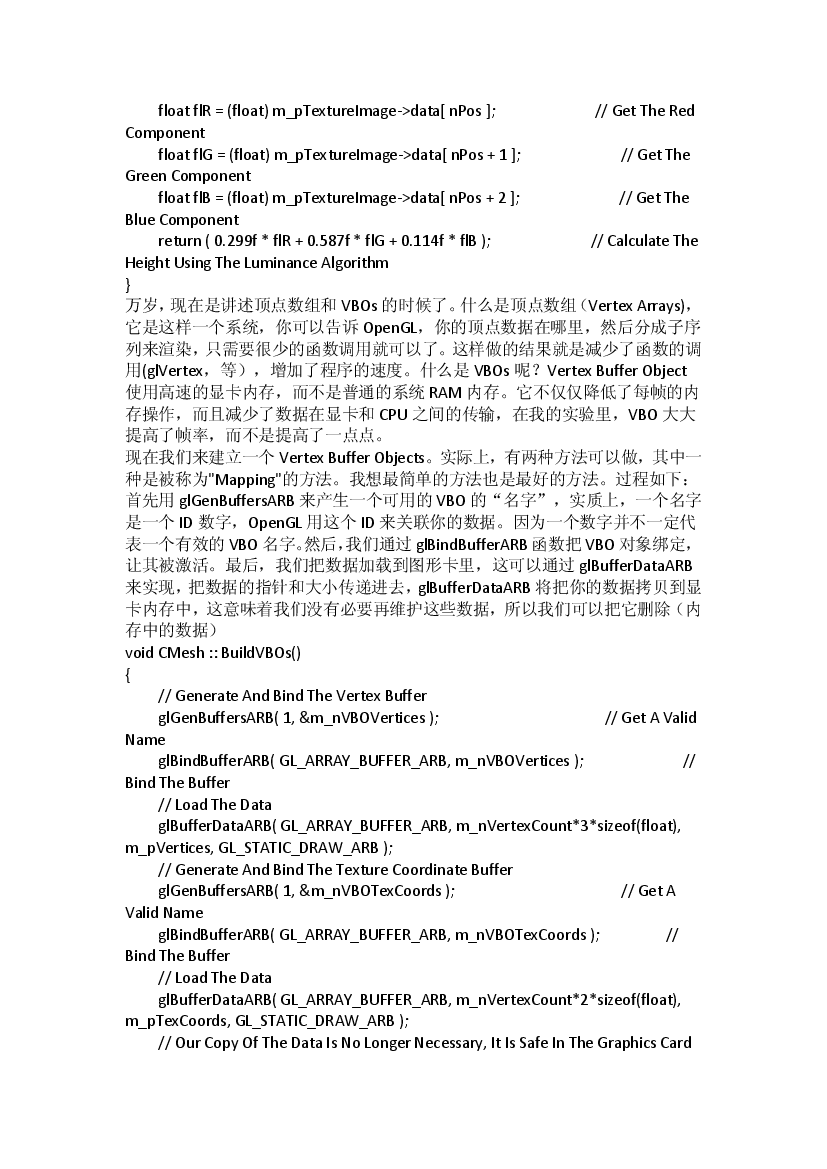 float flR = (float) m_pTextureImage->data[ nPos ]; // Get The Red
Component
float flG = (float) m_pTextureImage->data[ nPos + 1 ]; // Get The
Green Component
float flB = (float) m_pTextureImage->data[ nPos + 2 ]; // Get The
Blue Component
return ( 0.299f * flR + 0.587f * flG + 0.114f * flB ); // Calculate The
Height Using The Luminance Algorithm
}
万岁，现在是讲述顶点数组和 VBOs 的时候了。什么是顶点数组（Vertex Arrays)，
它是这样一个系统，你可以告诉 OpenGL，你的顶点数据在哪里，然后分成子序
列来渲染，只需要很少的函数调用就可以了。这样做的结果就是减少了函数的调
用(glVertex，等），增加了程序的速度。什么是 VBOs 呢？Vertex Buffer Object
使用高速的显卡内存，而不是普通的系统 RAM 内存。它不仅仅降低了每帧的内
存操作，而且减少了数据在显卡和 CPU 之间的传输，在我的实验里，VBO 大大
提高了帧率，而不是提高了一点点。
现在我们来建立一个 Vertex Buffer Objects。实际上，有两种方法可以做，其中一
种是被称为"Mapping"的方法。我想最简单的方法也是最好的方法。过程如下：
首先用 glGenBuffersARB 来产生一个可用的 VBO 的“名字”，实质上，一个名字
是一个 ID 数字，OpenGL 用这个 ID 来关联你的数据。因为一个数字并不一定代
表一个有效的 VBO 名字。然后，我们通过 glBindBufferARB 函数把 VBO 对象绑定，
让其被激活。最后，我们把数据加载到图形卡里，这可以通过 glBufferDataARB
来实现，把数据的指针和大小传递进去，glBufferDataARB 将把你的数据拷贝到显
卡内存中，这意味着我们没有必要再维护这些数据，所以我们可以把它删除（内
存中的数据）
void CMesh :: BuildVBOs()
{
// Generate And Bind The Vertex Buffer
glGenBuffersARB( 1, &m_nVBOVertices ); // Get A Valid
Name
glBindBufferARB( GL_ARRAY_BUFFER_ARB, m_nVBOVertices ); //
Bind The Buffer
// Load The Data
glBufferDataARB( GL_ARRAY_BUFFER_ARB, m_nVertexCount*3*sizeof(float),
m_pVertices, GL_STATIC_DRAW_ARB );
// Generate And Bind The Texture Coordinate Buffer
glGenBuffersARB( 1, &m_nVBOTexCoords ); // Get A
Valid Name
glBindBufferARB( GL_ARRAY_BUFFER_ARB, m_nVBOTexCoords ); //
Bind The Buffer
// Load The Data
glBufferDataARB( GL_ARRAY_BUFFER_ARB, m_nVertexCount*2*sizeof(float),
m_pTexCoords, GL_STATIC_DRAW_ARB );
// Our Copy Of The Data Is No Longer Necessary, It Is Safe In The Graphics Card